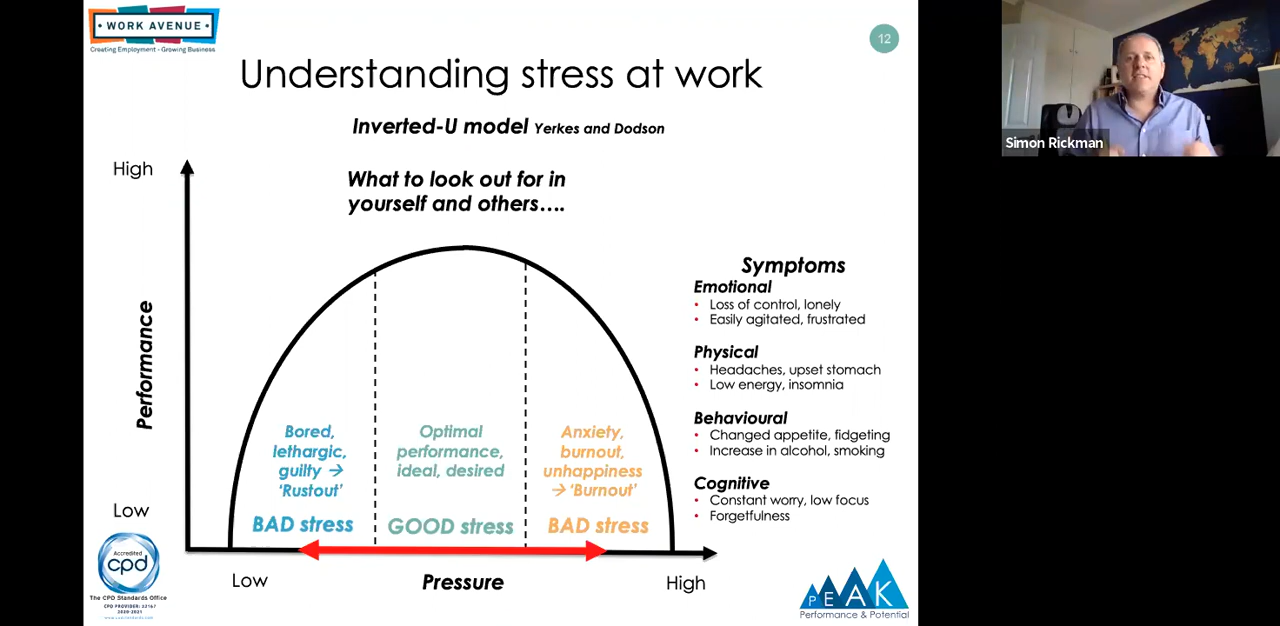 • WORK AVENUE •
Creating Employment - Growing Business
12
Understanding stress at work
Inverted-U model Yerkes and Dodson
What to look out for in
yourself and others....
High
Performance
Low
Bored,
lethargic,
guilty →
‘Rustout’
BAD stress
Optimal
performance,
ideal, desired
GOOD stress
Anxiety,
burnout,
unhappiness
→ ‘Burnout’
BAD stress
Low
Pressure
High
Symptoms
Emotional
• Loss of control, lonely
• Easily agitated, frustrated
Physical
• Headaches, upset stomach
• Low energy, insomnia
Behavioural
• Changed appetite, fidgeting
• Increase in alcohol, smoking
Cognitive
• Constant worry, low focus
• Forgetfulness
Accredited
cpd
The CPD Standards Office
CPD PROVIDER: 22167
2020-2021
www.cpdstandards.com
PEAK
Performance & Potential
Simon Rickman